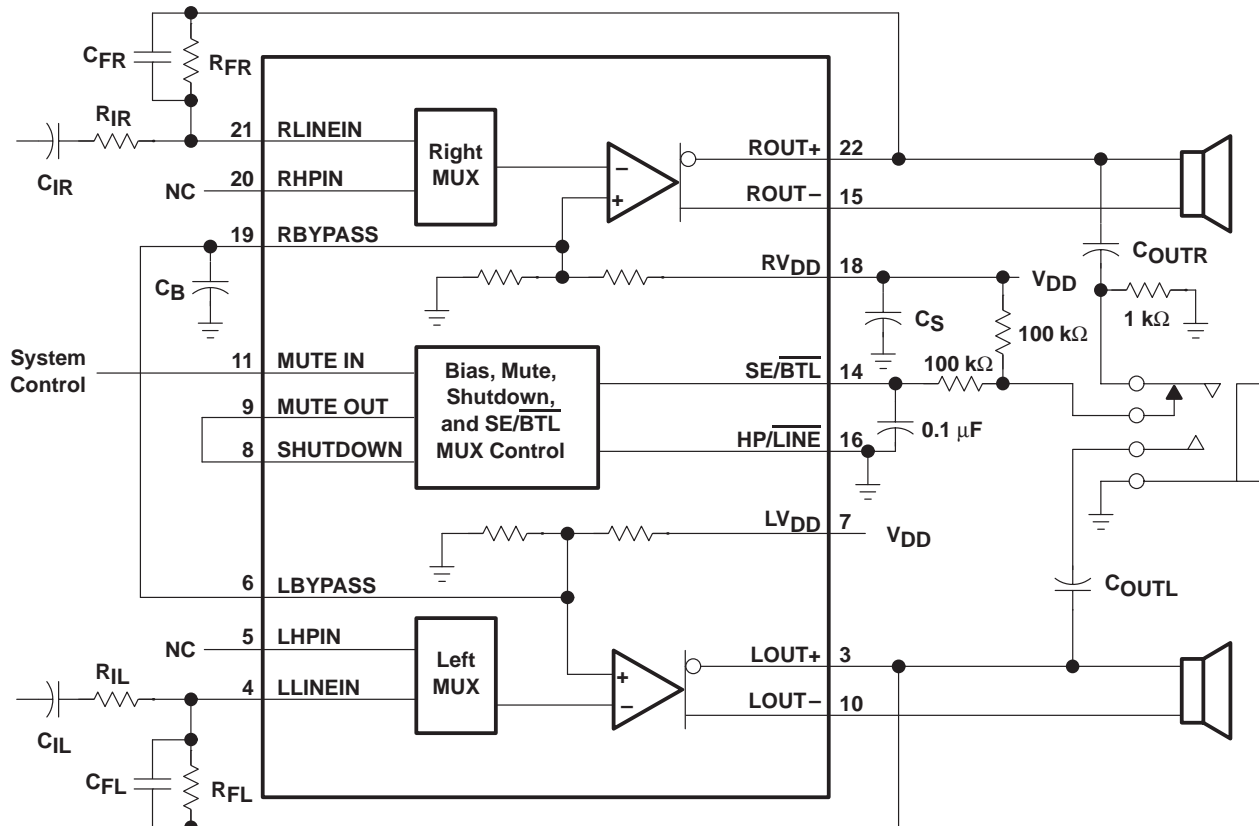 CFR
RFR
RIR
CIR
21 RLINEIN
NC 20 RHPIN
Right
MUX
−
+
ROUT+ 22
ROUT− 15
19 RBYPASS
CB
RVDD 18
VDD
CS
COUTR
1 kΩ
100 kΩ
100 kΩ
System
Control
11 MUTE IN
9 MUTE OUT
8 SHUTDOWN
Bias, Mute,
Shutdown,
and SE/BTL
MUX Control
SE/BTL 14
HP/LINE 16
0.1 μF
LVDD 7
VDD
6 LBYPASS
COUTL
NC 5 LHPIN
RIL
4 LLINEIN
CIL
Left
MUX
+
−
LOUT+ 3
LOUT− 10
CFL
RFL